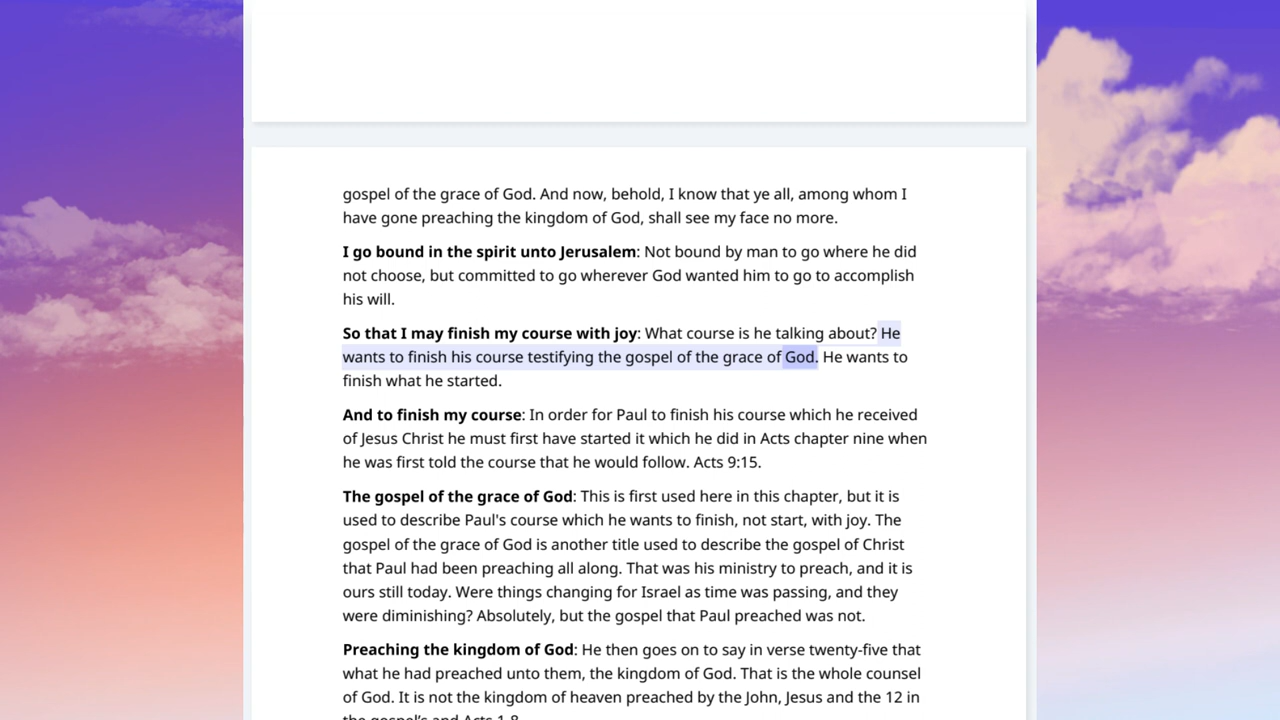 gospel of the grace of God. And now, behold, I know that ye all, among whom I
have gone preaching the kingdom of God, shall see my face no more.
I go bound in the spirit unto Jerusalem: Not bound by man to go where he did
not choose, but committed to go wherever God wanted him to go to accomplish
his will.
So that I may finish my course with joy: What course is he talking about? He
wants to finish his course testifying the gospel of the grace of God. He wants to
finish what he started.
And to finish my course: In order for Paul to finish his course which he received
of Jesus Christ he must first have started it which he did in Acts chapter nine when
he was first told the course that he would follow. Acts 9:15.
The gospel of the grace of God: This is first used here in this chapter, but it is
used to describe Paul's course which he wants to finish, not start, with joy. The
gospel of the grace of God is another title used to describe the gospel of Christ
that Paul had been preaching all along. That was his ministry to preach, and it is
ours still today. Were things changing for Israel as time was passing, and they
were diminishing? Absolutely, but the gospel that Paul preached was not.
Preaching the kingdom of God: He then goes on to say in verse twenty-five that
what he had preached unto them, the kingdom of God. That is the whole counsel
of God. It is not the kingdom of heaven preached by the John, Jesus and the 12 in
the gospel's and Acts 1-8.